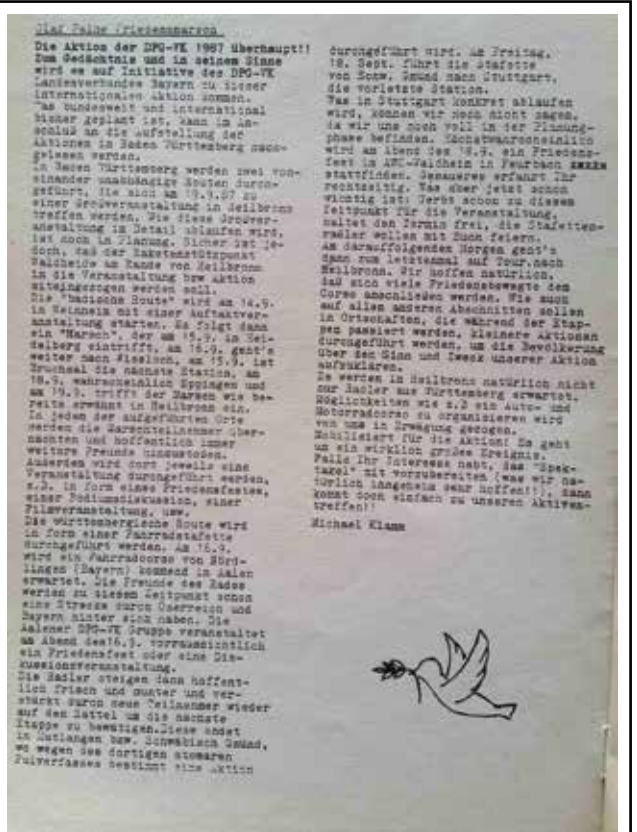 Olaf Palme Friedensmarsch
Die Aktion der DFG-VK 1987 überhaupt!!
Zum Gedächtnis und in seinem Sinne
wird es auf Initiative des DFG-VK
Landesverbandes Bayern zu dieser
internationalen Aktion kommen.
Was bundesweit und international
bisher geplant ist, kann im An-
schluß an die Aufstellung der
Aktionen in Baden Württemberg nach-
gelesen werden.
In Baden Württemberg werden zwei von-
einander unabhängige Routen durch-
geführt, die sich am 19.9.87 zu
einer Großveranstaltung in Heilbronn
treffen werden. Wie diese Großver-
anstaltung im Detail ablaufen wird,
ist noch in Planung. Sicher ist je-
doch, daß der Raketenstützpunkt
Waldheide am Rande von Heilbronn
in die Veranstaltung bzw Aktion
miteingezogen werden soll.
Die "badische Route" wird am 14.9.
in Weinheim mit einer Auftaktver-
anstaltung starten. Es folgt dann
ein "Marsch", der am 15.9. in Hei-
delberg eintrifft, am 16.9. geht's
weiter nach Wiesloch, am 17.9. ist
Bruchsal die nächste Station, am
18.9. wahrscheinlich Eppingen und
am 19.9. trifft der Marsch wie be-
reits erwähnt in Heilbronn ein.
In jedem der aufgeführten Orte
werden die Marschteilnehmer über-
nachten und hoffentlich immer
weitere Freunde hinzustoßen.
Außerdem wird dort jeweils eine
Veranstaltung durchgeführt werden,
z.B. in form eines Friedensfestes,
einer Podiumsdiskussion, einer
Filmveranstaltung, usw.
Die württembergische Route wird
in form einer Fahrradstafette
durchgeführt werden. Am 16.9.
wird ein Fahrradcorso von Nörd-
lingen (Bayern) kommend in Aalen
erwartet. Die Freunde des Rades
werden zu diesem Zeitpunkt schon
eine Strecke durch Österreich und
Bayern hinter sich haben. Die
Aalener DFG-VK Gruppe veranstaltet
am Abend des 16.9. vorraussichtlich
ein Friedensfest oder eine Dis-
kussionsveranstaltung.
Die Radler steigen dann hoffent-
lich frisch und munter und ver-
stärkt durch neue Teilnehmer wieder
auf den Sattel um die nächste
Etappe zu bewätigen. Diese endet
in Mutlangen bzw. Schwäbisch Gmünd,
wo wegen des dortigen atomaren
Pulverfasses bestimmt eine Aktion
durchgeführt wird. Am Freitag,
18. Sept. führt die Stafette
von Schw. Gmünd nach Stuttgart,
die vorletzte Station.
Was in Stuttgart konkret ablaufen
wird, können wir noch nicht sagen,
da wir uns noch voll in der Planung-
phase befinden. Höchstwahrscheinlich
wird am Abend des 18.9. ein Friedens-
fest im AWO-Waldheim in Feurbach
stattfinden. Genaueres erfahrt Ihr
rechtzeitig. Was aber jetzt schon
wichtig ist: Werbt schon zu diesem
Zeitpunkt für die Veranstaltung,
haltet den Termin frei, die Stafetten-
radler wollen mit Euch feiern.
Am darauffolgenden Morgen geht's
dann zum letztenmal auf Tour, nach
Heilbronn. Wir hoffen natürlich,
daß sich viele Friedensbewegte dem
Corso anschließen werden. Wie auch
auf allen anderen Abschnitten sollen
in Ortschaften, die während der Etap-
pen passiert werden, kleinere Aktionen
durchgeführt werden, um die Bevölkerung
über den Sinn und Zweck unserer Aktion
aufzuklären.
Es werden in Heilbronn natürlich nicht
nur Radler aus Württemberg erwartet.
Möglichkeiten wie z.B ein Auto- und
Motorradcorso zu organisieren wird
von uns in Erwägung gezogen.
Mobilisiert für die Aktion! Es geht
um ein wirklich großes Ereignis.
Falls Ihr Interesse habt, das "Spek-
takel" mit vorzubereiten (was wir na-
türlich insgeheim sehr hoffen!!), dann
kommt doch einfach zu unseren Aktiven-
treffen!!
Michael Klamm